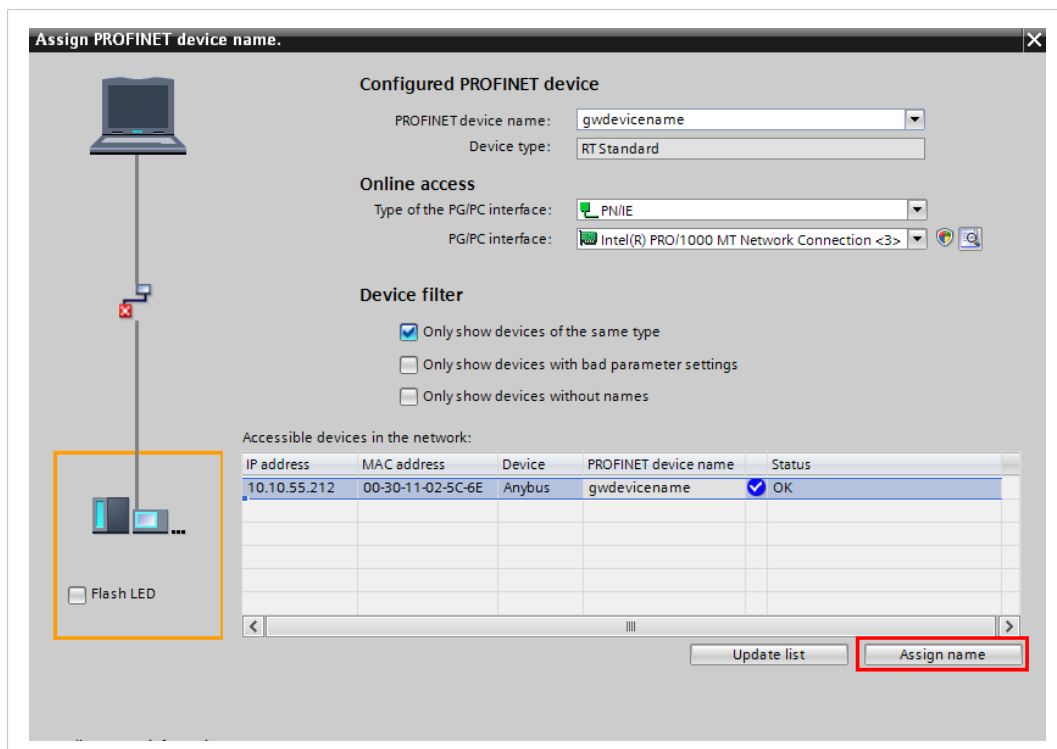 Assign PROFINET device name.
Configured PROFINET device
PROFINET device name: gwdevicename
Device type: RT Standard
Online access
Type of the PG/PC interface: PN/IE
PG/PC interface: Intel(R) PRO/1000 MT Network Connection <3>
Device filter
Only show devices of the same type
Only show devices with bad parameter settings
Only show devices without names
Accessible devices in the network:
IP address MAC address Device PROFINET device name Status
10.10.55.212 00-30-11-02-5C-6E Anybus gwdevicename OK
...
Flash LED
Update list Assign name